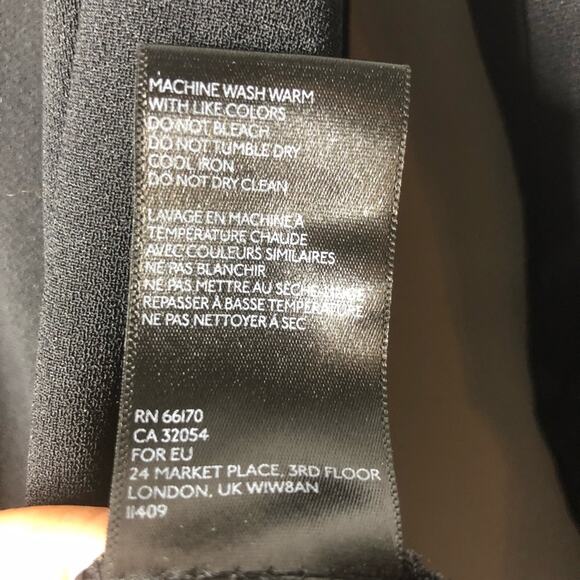 MACHINE WASH WARM
WITH LIKE COLORS
DO NOT BLEACH
DO NOT TUMBLE DRY
COOL IRON
DO NOT DRY CLEAN
LAVAGE EN MACHINE À
TEMPÉRATURE CHAUDE
AVEC COULEURS SIMILAIRES
NE PAS BLANCHIR
NE PAS METTRE AU SÈCHE-LINGE
REPASSER À BASSE TEMPÉRATURE
NE PAS NETTOYER À SEC
RN 66170
CA 32054
FOR EU
24 MARKET PLACE, 3RD FLOOR
LONDON, UK W1W8AN
11409